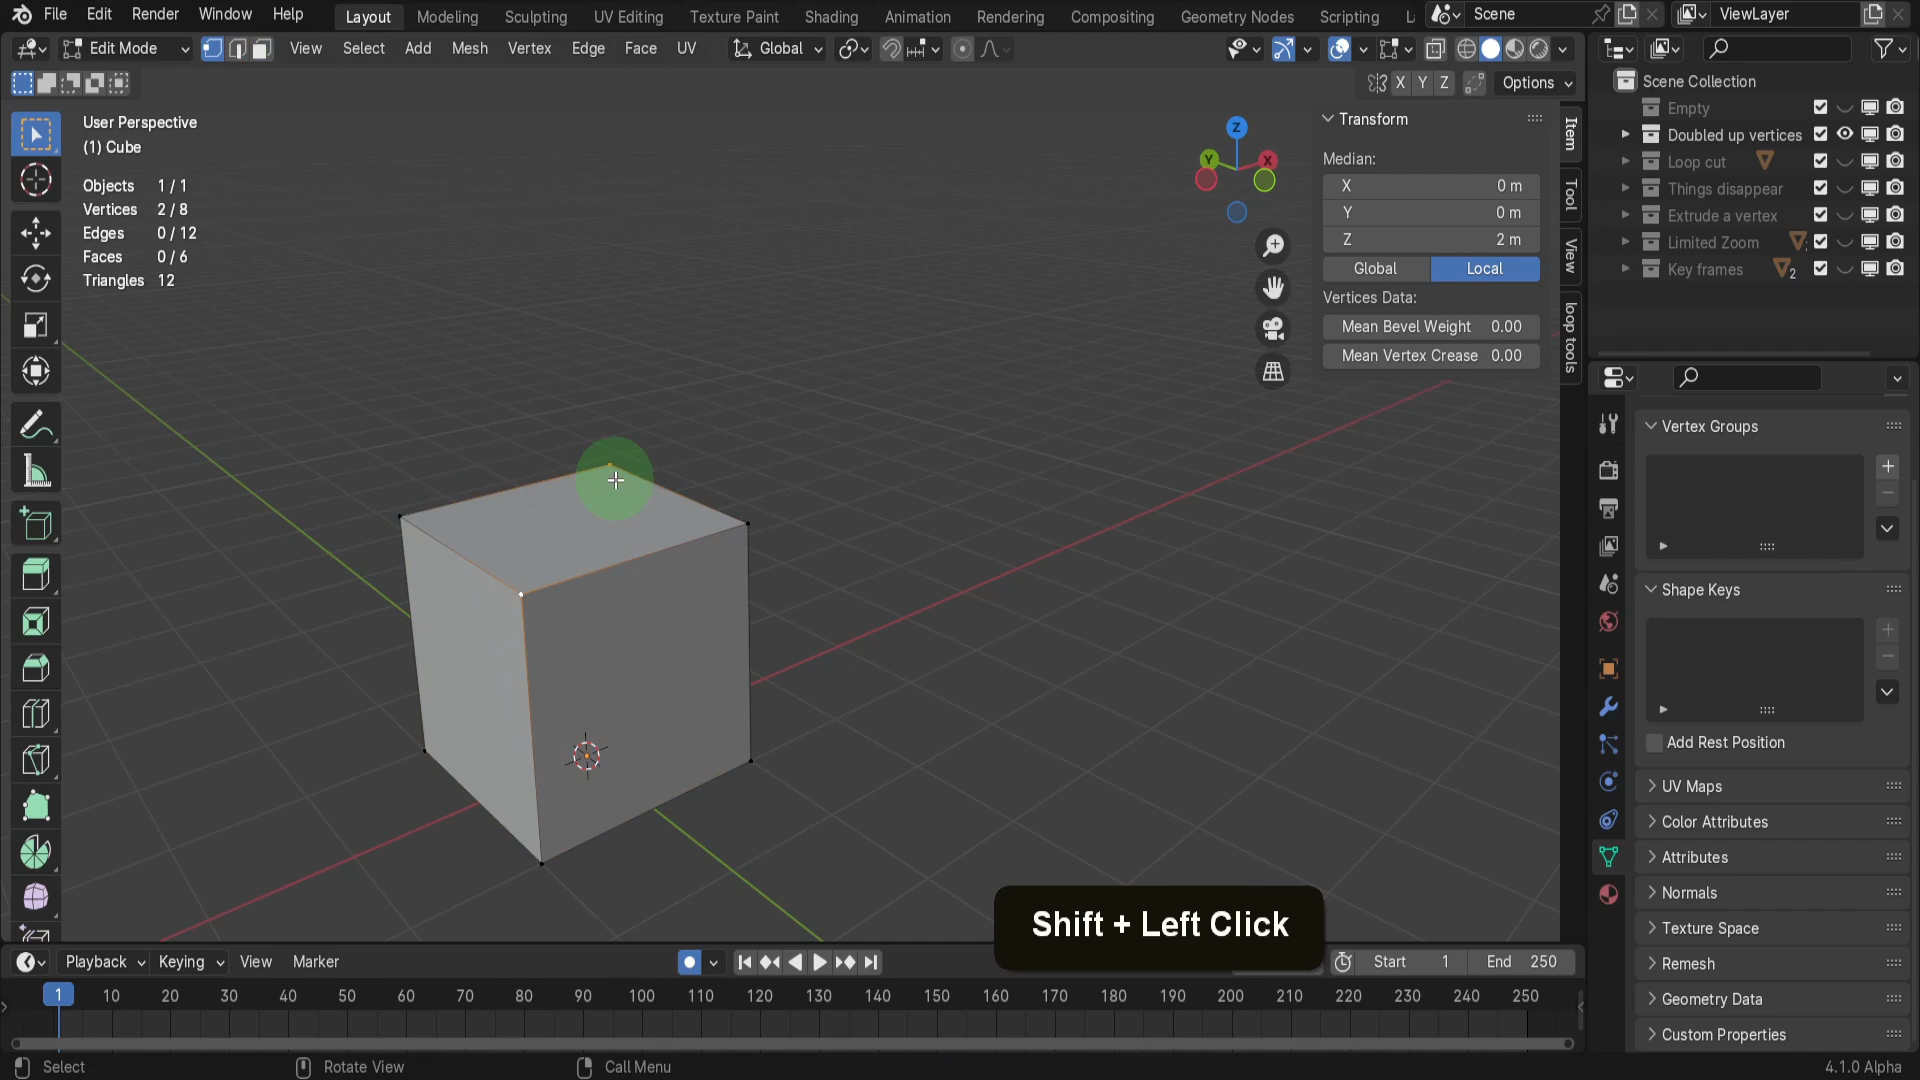 File Edit Render Window Help Layout Modeling Sculpting UV Editing Texture Paint Shading Animation Rendering Compositing Geometry Nodes Scripting Scene ViewLayer
Edit Mode View Select Add Mesh Vertex Edge Face UV Global
X Y Z Options
User Perspective
(1) Cube
Objects 1 / 1
Vertices 2 / 8
Edges 0 / 12
Faces 0 / 6
Triangles 12
Z
Y X
Transform
Median:
X 0 m
Y 0 m
Z 2 m
Global Local
Vertices Data:
Mean Bevel Weight 0.00
Mean Vertex Crease 0.00
Item
Tool
View
loop tools
Scene Collection
Empty
Doubled up vertices
Loop cut
Things disappear
Extrude a vertex
Limited Zoom
Key frames 2
Vertex Groups
Shape Keys
Add Rest Position
UV Maps
Color Attributes
Attributes
Normals
Texture Space
Remesh
Geometry Data
Custom Properties
Shift + Left Click
Playback Keying View Marker Start 1 End 250
1 10 20 30 40 50 60 70 80 90 100 110 120 130 140 150 160 170 180 190 200 210 220 230 240 250
Select Rotate View Call Menu 4.1.0 Alpha